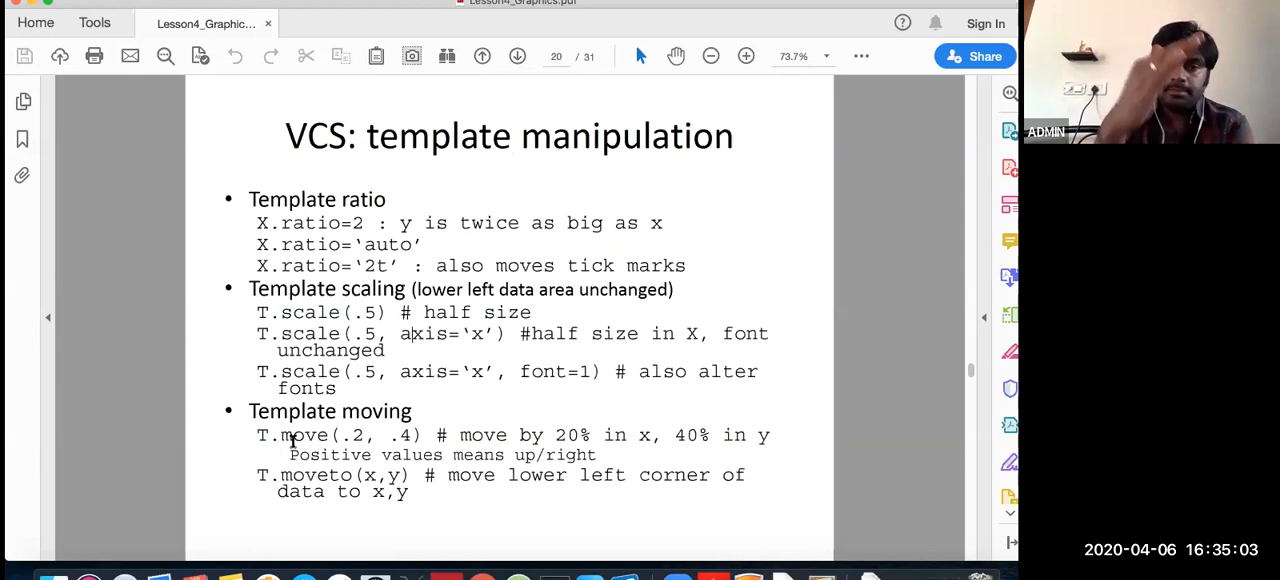 Lesson4_Graphics.pdf
Home
Tools
Lesson4_Graphic...
×
Sign In
20
/ 31
73.7%
Share
VCS: template manipulation
• Template ratio
X.ratio=2 : y is twice as big as x
X.ratio=‘auto’
X.ratio=‘2t’ : also moves tick marks
• Template scaling (lower left data area unchanged)
T.scale(.5) # half size
T.scale(.5, axis=‘x’) #half size in X, font
unchanged
T.scale(.5, axis=‘x’, font=1) # also alter
fonts
• Template moving
T.move(.2, .4) # move by 20% in x, 40% in y
Positive values means up/right
T.moveto(x,y) # move lower left corner of
data to x,y
ADMIN
2020-04-06 16:35:03